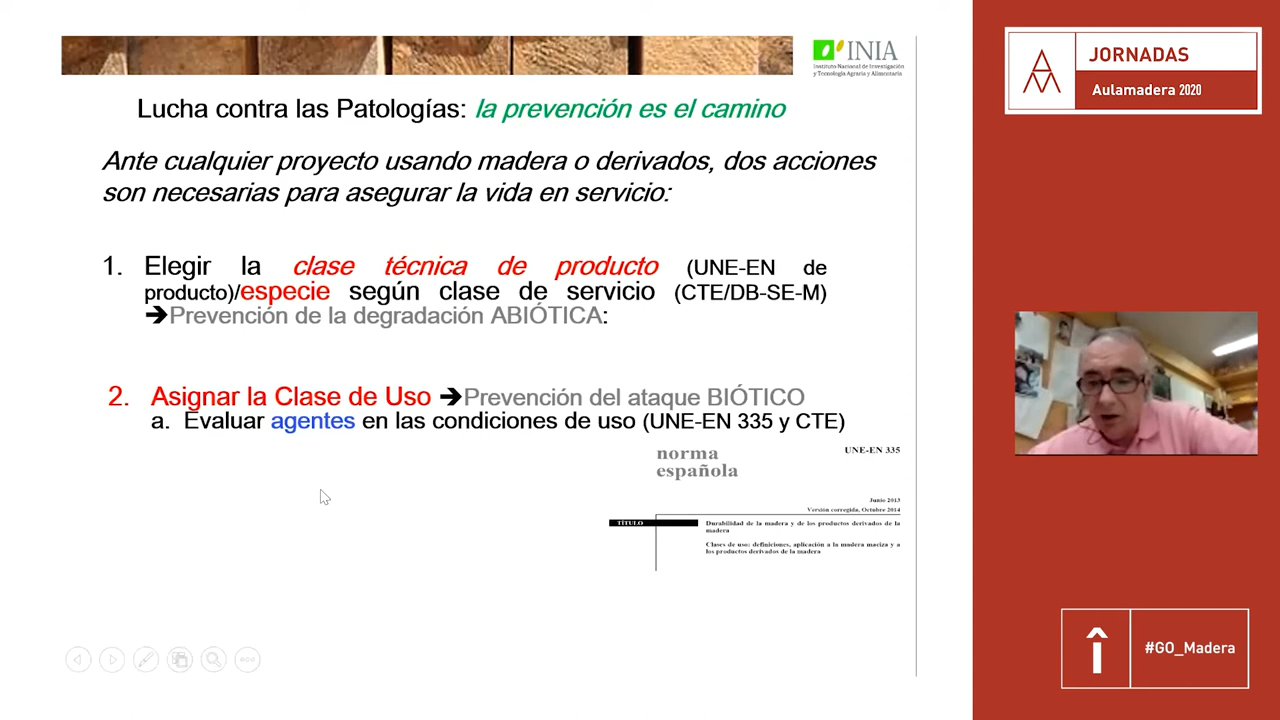 INIA
Instituto Nacional de Investigación
y Tecnología Agraria y Alimentaria
Lucha contra las Patologías: la prevención es el camino
Ante cualquier proyecto usando madera o derivados, dos acciones
son necesarias para asegurar la vida en servicio:
1. Elegir la clase técnica de producto (UNE-EN de
producto)/especie según clase de servicio (CTE/DB-SE-M)
➔Prevención de la degradación ABIÓTICA:
2. Asignar la Clase de Uso ➔Prevención del ataque BIÓTICO
a. Evaluar agentes en las condiciones de uso (UNE-EN 335 y CTE)
norma
española
UNE-EN 335
Junio 2013
Versión corregida, Octubre 2014
TÍTULO
Durabilidad de la madera y de los productos derivados de la
madera
Clases de uso: definiciones, aplicación a la madera maciza y a
los productos derivados de la madera
JORNADAS
Aulamadera 2020
#GO_Madera